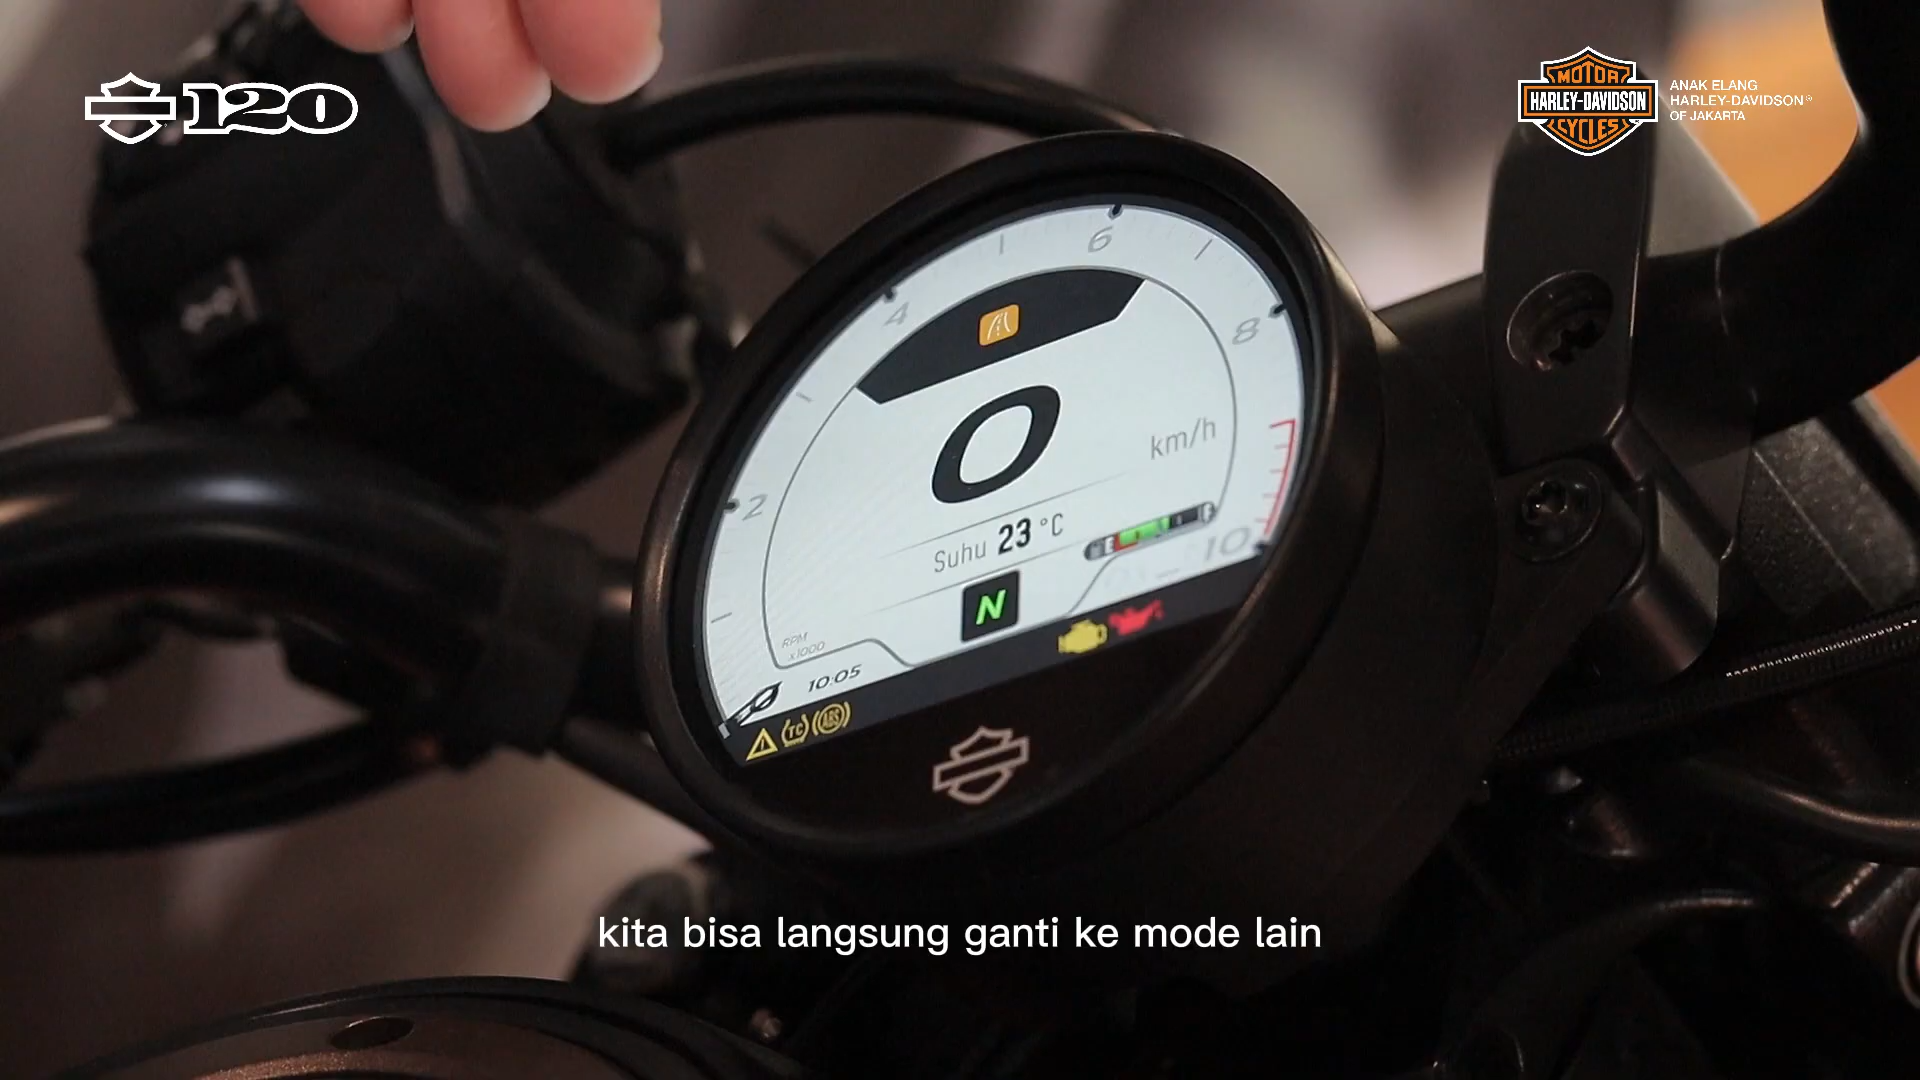 120
MOTOR
HARLEY-DAVIDSON
CYCLES
ANAK ELANG
HARLEY-DAVIDSON®
OF JAKARTA
2
4
6
8
10
0
km/h
Suhu 23 °C
E
F
N
RPM
x1000
10:05
TC
ABS
kita bisa langsung ganti ke mode lain